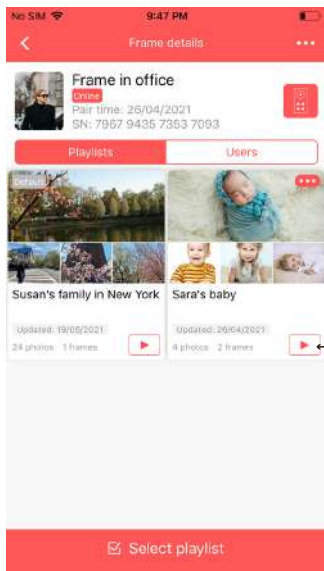 No SIM 9:47 PM
Frame details
Frame in office
Online
Pair time: 26/04/2021
SN: 7967 9435 7353 7093
Playlists Users
Default
Susan's family in New York Sara's baby
Updated: 19/05/2021 Updated: 26/04/2021
24 photos 1 frames 4 photos 2 frames
Select playlist